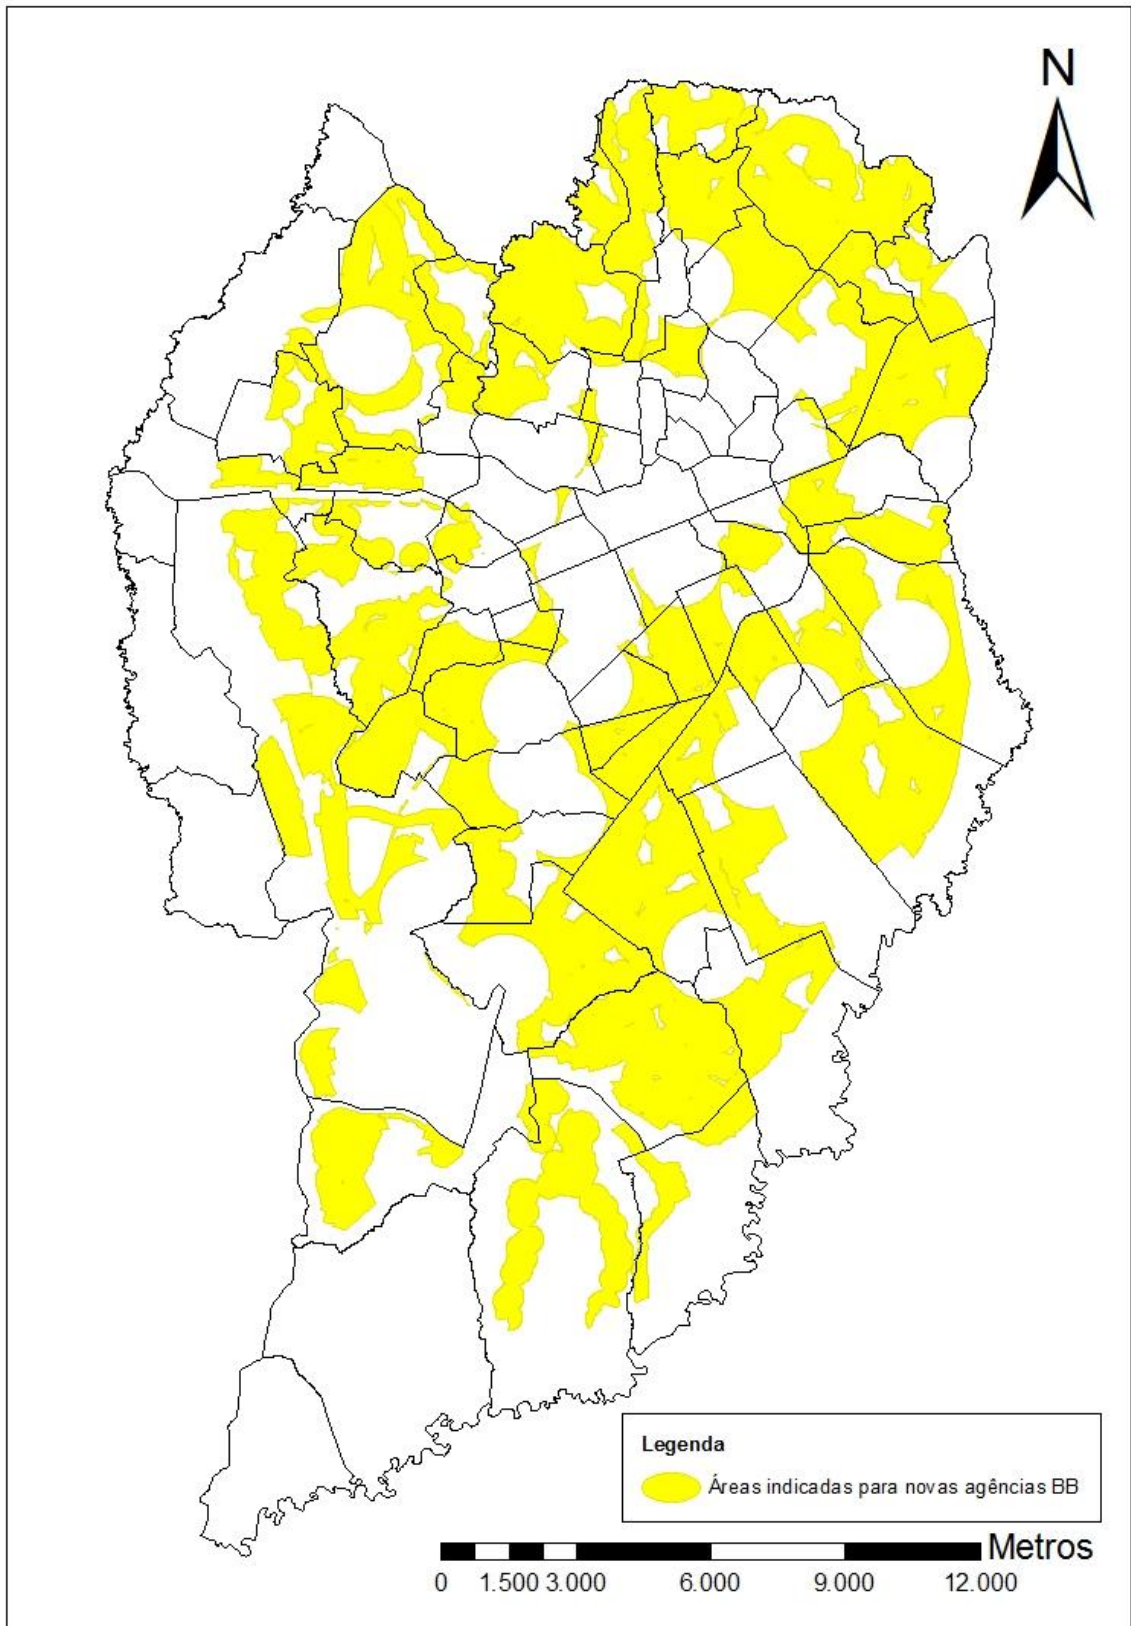 N
Legenda
Áreas indicadas para novas agências BB
Metros
0 1.500 3.000 6.000 9.000 12.000